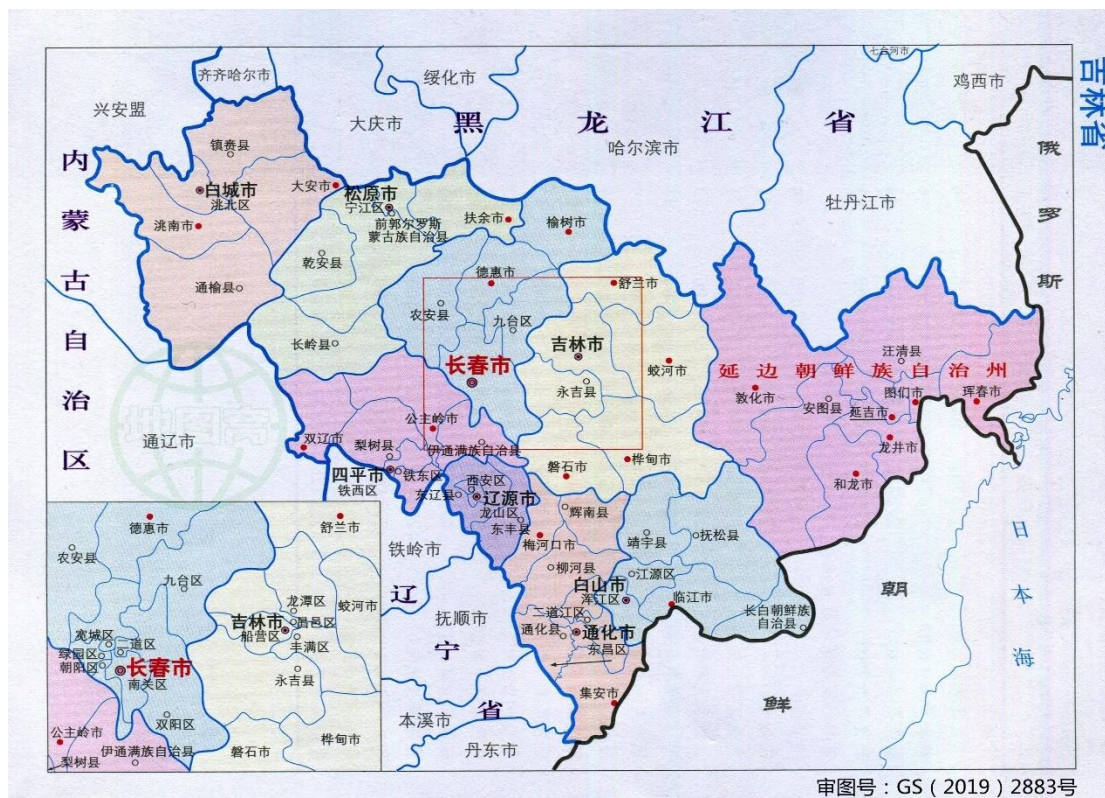 吉林省
七台河市
齐齐哈尔市
绥化市
鸡西市
兴安盟
大庆市
黑龙江省
哈尔滨市
俄罗斯
镇赉县
内蒙古自治区
白城市
洮北区
大安市
松原市
宁江区
前郭尔罗斯
蒙古族自治县
扶余市
榆树市
牡丹江市
洮南市
乾安县
通榆县
德惠市
舒兰市
农安县
九台区
长岭县
吉林市
长春市
永吉县
蛟河市
汪清县
延边朝鲜族自治州
敦化市
安图县
图们市
珲春市
延吉市
龙井市
和龙市
通辽市
双辽市
公主岭市
梨树县
伊通满族自治县
四平市
铁东区
铁西区
东辽县
西安区
辽源市
龙山区
东丰县
磐石市
桦甸市
辉南县
梅河口市
柳河县
靖宇县
抚松县
江源区
白山市
浑江区
临江市
长白朝鲜族
自治县
二道江区
通化县
通化市
东昌区
集安市
铁岭市
辽宁省
抚顺市
本溪市
丹东市
朝鲜
日本海
地图窝
德惠市
舒兰市
农安县
九台区
龙潭区
蛟河市
吉林市
昌邑区
船营区
丰满区
宽城区
二道区
绿园区
长春市
朝阳区
南关区
永吉县
双阳区
公主岭市
伊通满族自治县
梨树县
磐石市
桦甸市
审图号：GS（2019）2883号